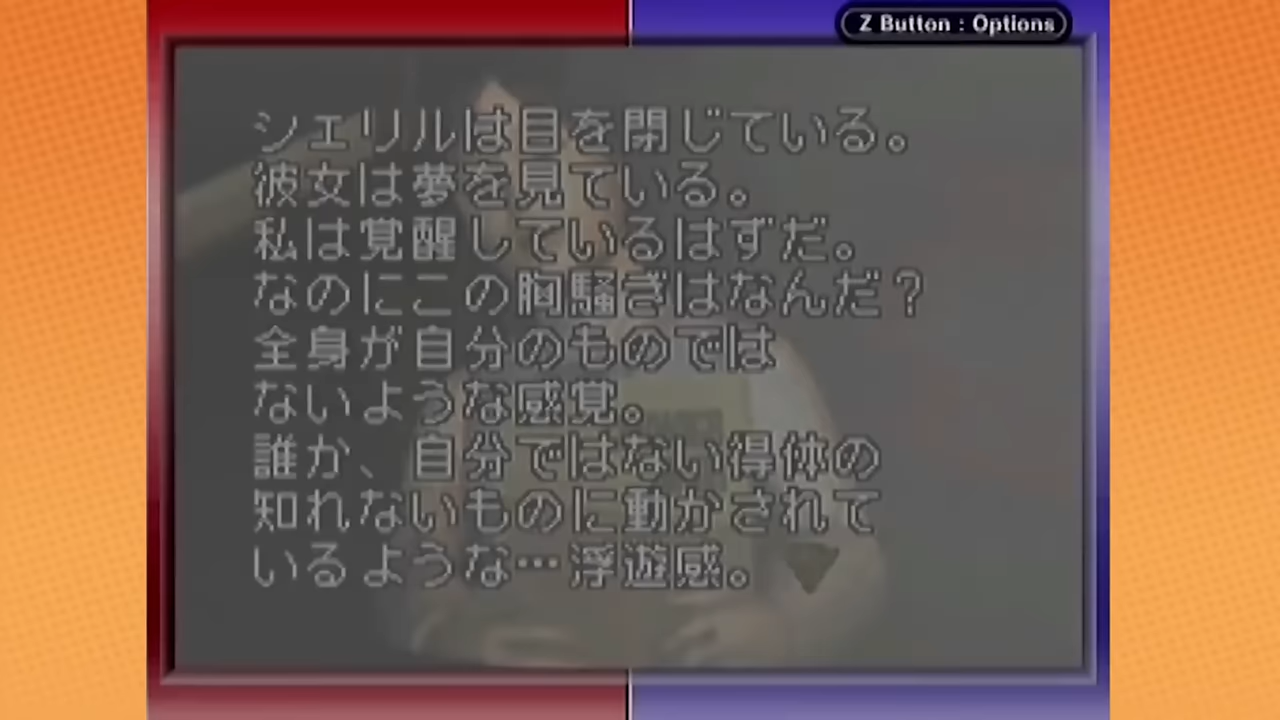 Z Button : Options
シェリルは目を閉じている。
彼女は夢を見ている。
私は覚醒しているはずだ。
なのにこの胸騒ぎはなんだ？
全身が自分のものでは
ないような感覚。
誰か、自分ではない得体の
知れないものに動かされて
いるような…浮遊感。